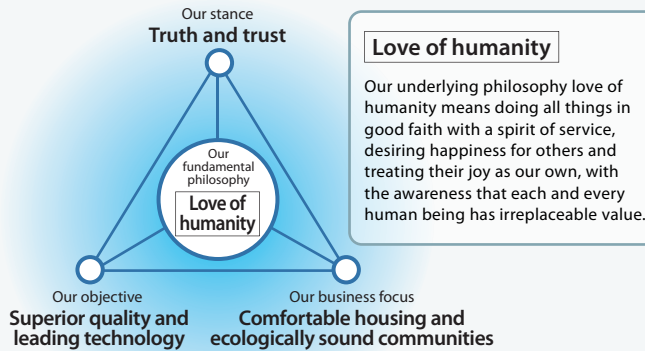 Our stance
Truth and trust
Our
fundamental
philosophy
Love of
humanity
Our objective
Superior quality and
leading technology
Our business focus
Comfortable housing and
ecologically sound communities
Love of humanity
Our underlying philosophy love of
humanity means doing all things in
good faith with a spirit of service,
desiring happiness for others and
treating their joy as our own, with
the awareness that each and every
human being has irreplaceable value.